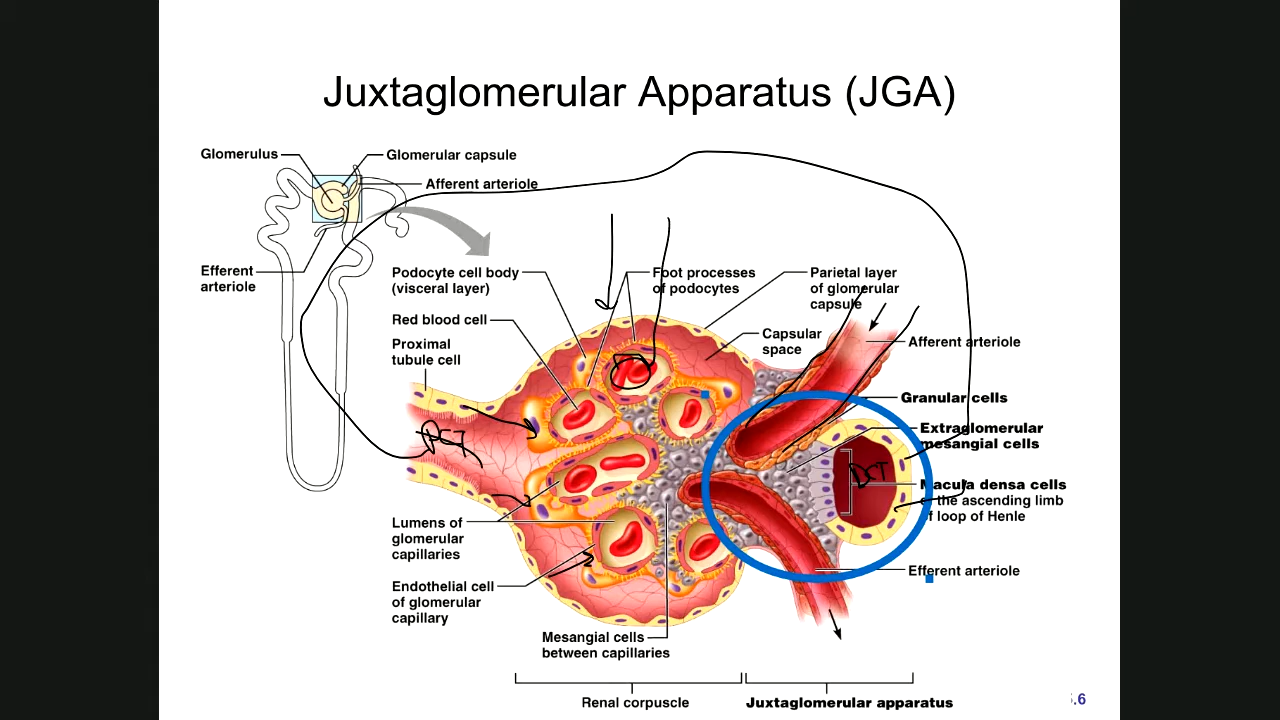 Juxtaglomerular Apparatus (JGA)
Glomerulus
Glomerular capsule
Afferent arteriole
Efferent
arteriole
Podocyte cell body
(visceral layer)
Red blood cell
Proximal
tubule cell
Foot processes
of podocytes
Parietal layer
of glomerular
capsule
Capsular
space
Afferent arteriole
Granular cells
Extraglomerular
mesangial cells
Macula densa cells
of the ascending limb
of loop of Henle
Efferent arteriole
PCT
DCT
Lumens of
glomerular
capillaries
Endothelial cell
of glomerular
capillary
Mesangial cells
between capillaries
Renal corpuscle
Juxtaglomerular apparatus
.6